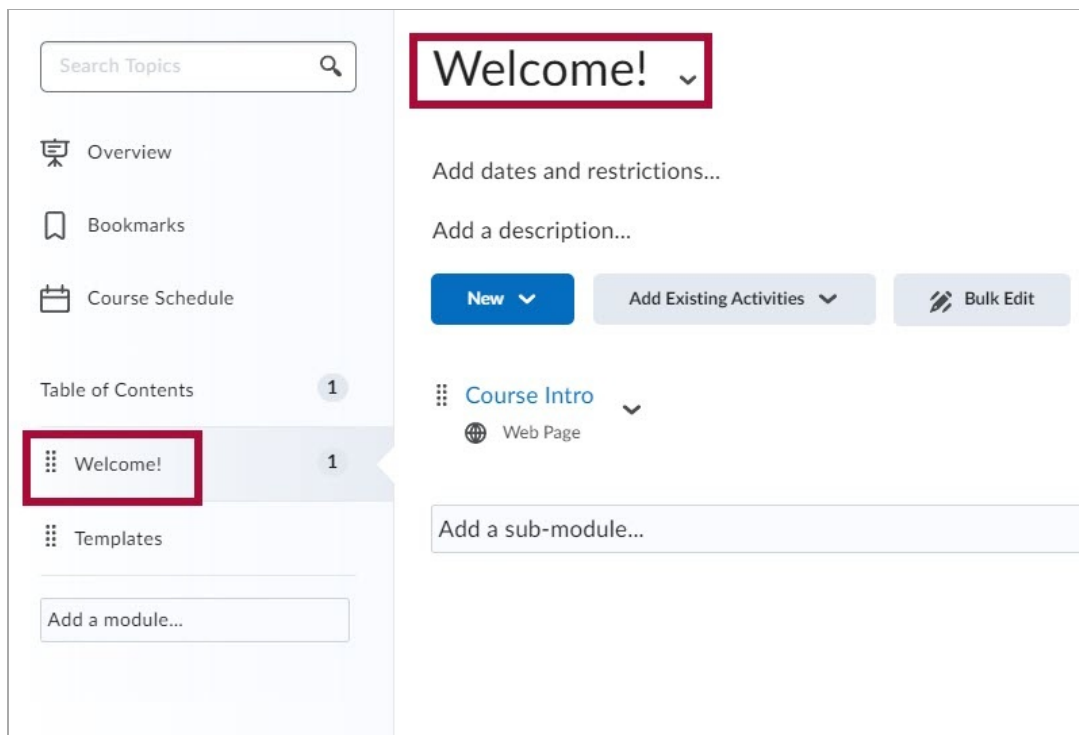 Search Topics
Overview
Bookmarks
Course Schedule
Table of Contents 1
Welcome! 1
Templates
Add a module...
Welcome!
Add dates and restrictions...
Add a description...
New Add Existing Activities Bulk Edit
Course Intro
Web Page
Add a sub-module...